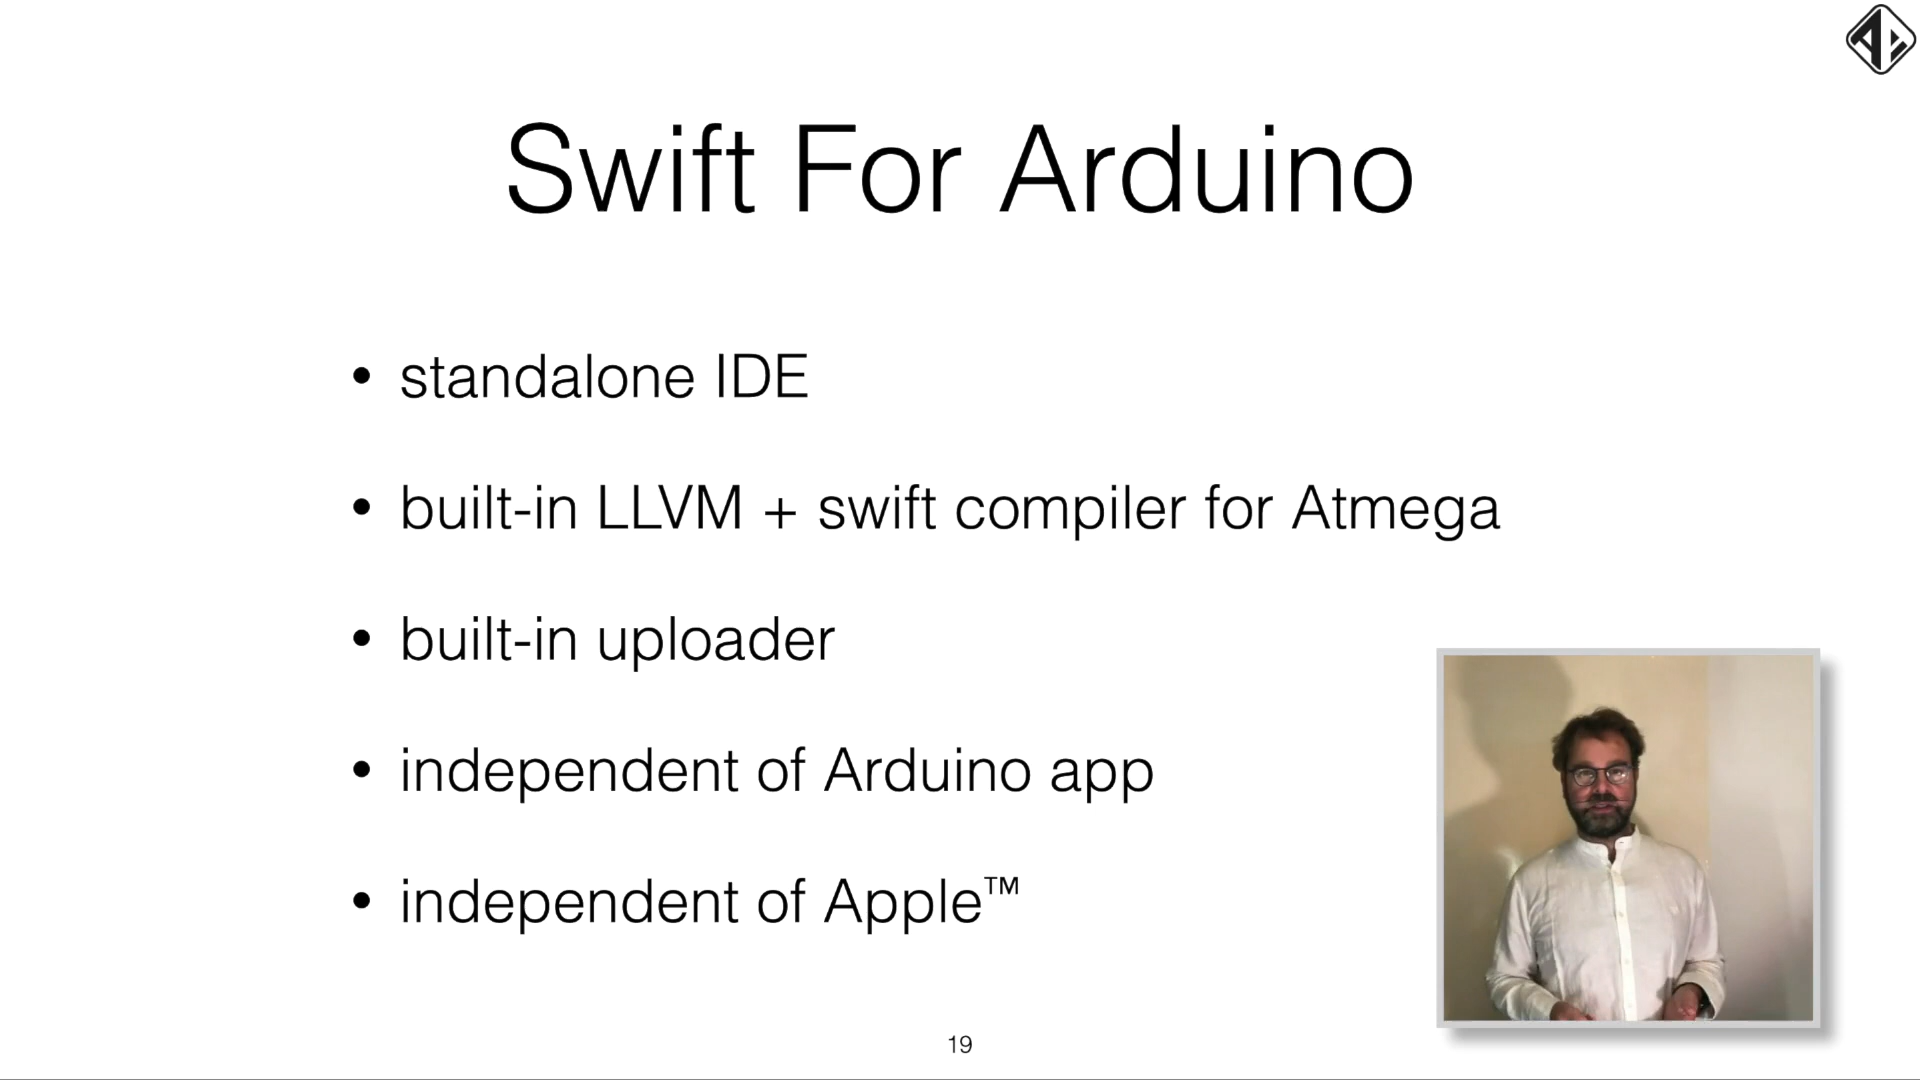 Swift For Arduino
• standalone IDE
• built-in LLVM + swift compiler for Atmega
• built-in uploader
• independent of Arduino app
• independent of Apple™
19